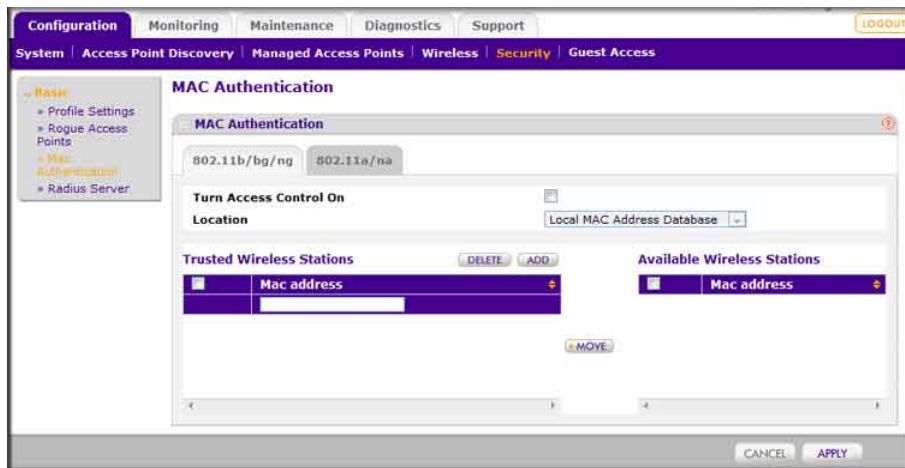 Configuration Monitoring Maintenance Diagnostics Support LOGOUT
System Access Point Discovery Managed Access Points Wireless Security Guest Access
Basic
» Profile Settings
» Rogue Access
Points
» Mac
Authentication
» Radius Server
MAC Authentication
MAC Authentication ?
802.11b/bg/ng 802.11a/na
Turn Access Control On
Location Local MAC Address Database
Trusted Wireless Stations DELETE ADD Available Wireless Stations
Mac address Mac address
MOVE
CANCEL APPLY